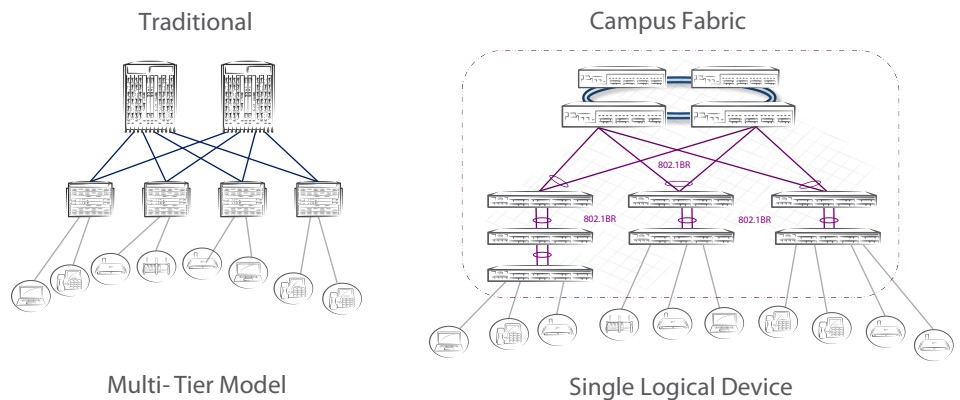 Traditional
Campus Fabric
802.1BR
802.1BR
802.1BR
Multi- Tier Model
Single Logical Device